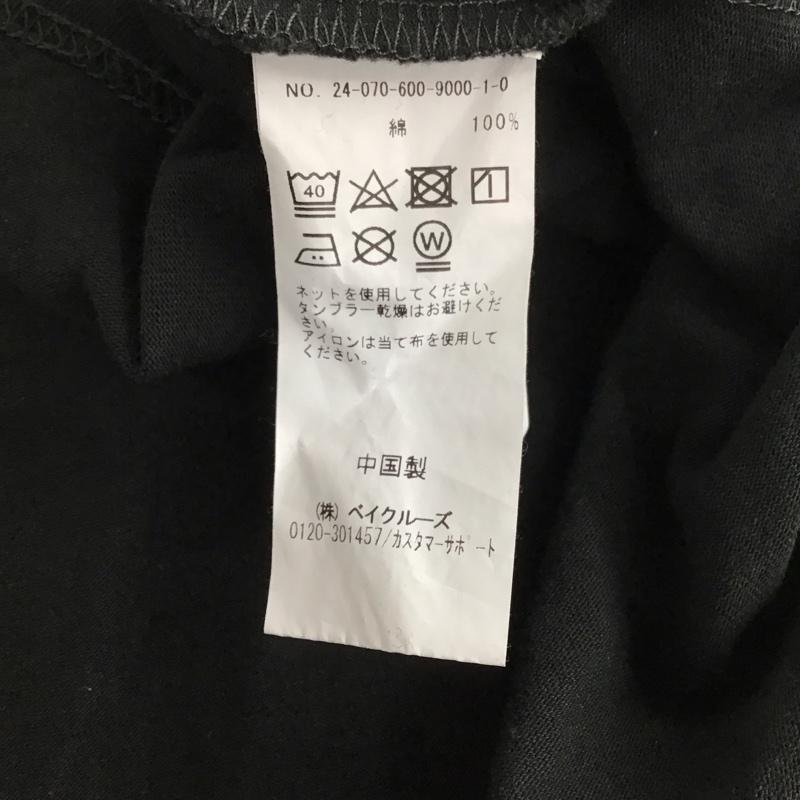 NO. 24-070-600-9000-1-0
綿 100%
40
W
ネットを使用してください。
タンブラー乾燥はお避けくだ
さい。
アイロンは当て布を使用して
ください。
中国製
(株) ベイクルーズ
0120-301457/カスタマーサポート